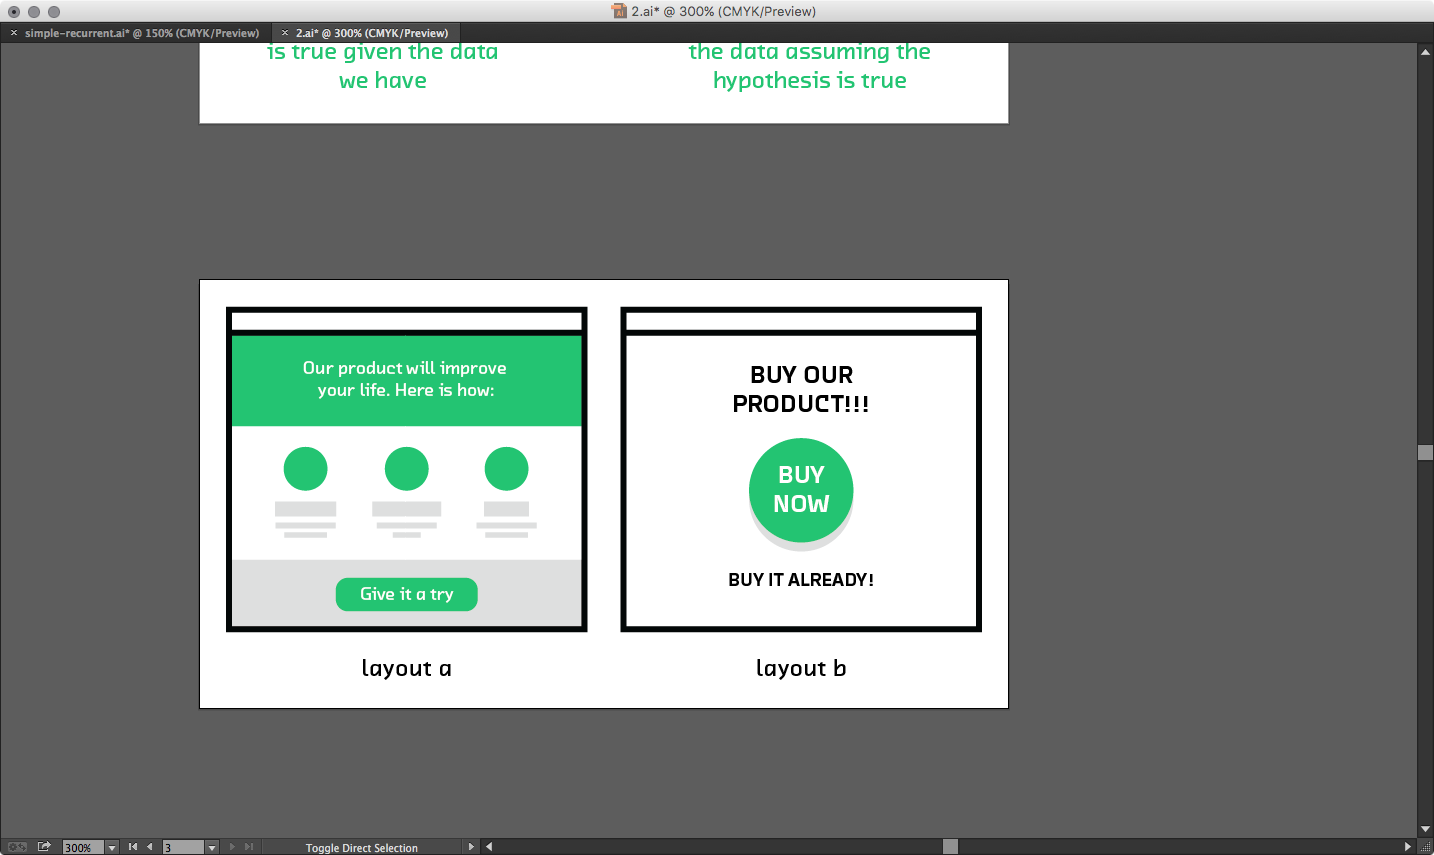 2.ai* @ 300% (CMYK/Preview)
simple-recurrent.ai* @ 150% (CMYK/Preview)
2.ai* @ 300% (CMYK/Preview)
is true given the data
we have
the data assuming the
hypothesis is true
Our product will improve
your life. Here is how:
Give it a try
layout a
BUY OUR
PRODUCT!!!
BUY
NOW
BUY IT ALREADY!
layout b
300%
3
Toggle Direct Selection